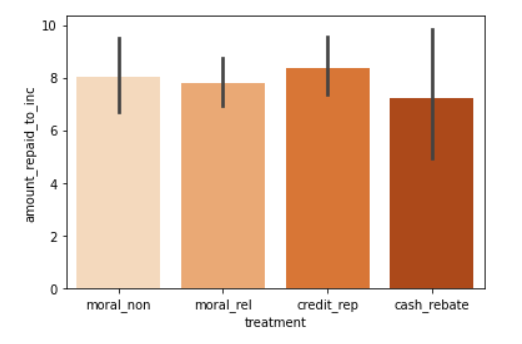 10
8
6
4
2
0
amount_repaid_to_inc
moral_non moral_rel credit_rep cash_rebate
treatment